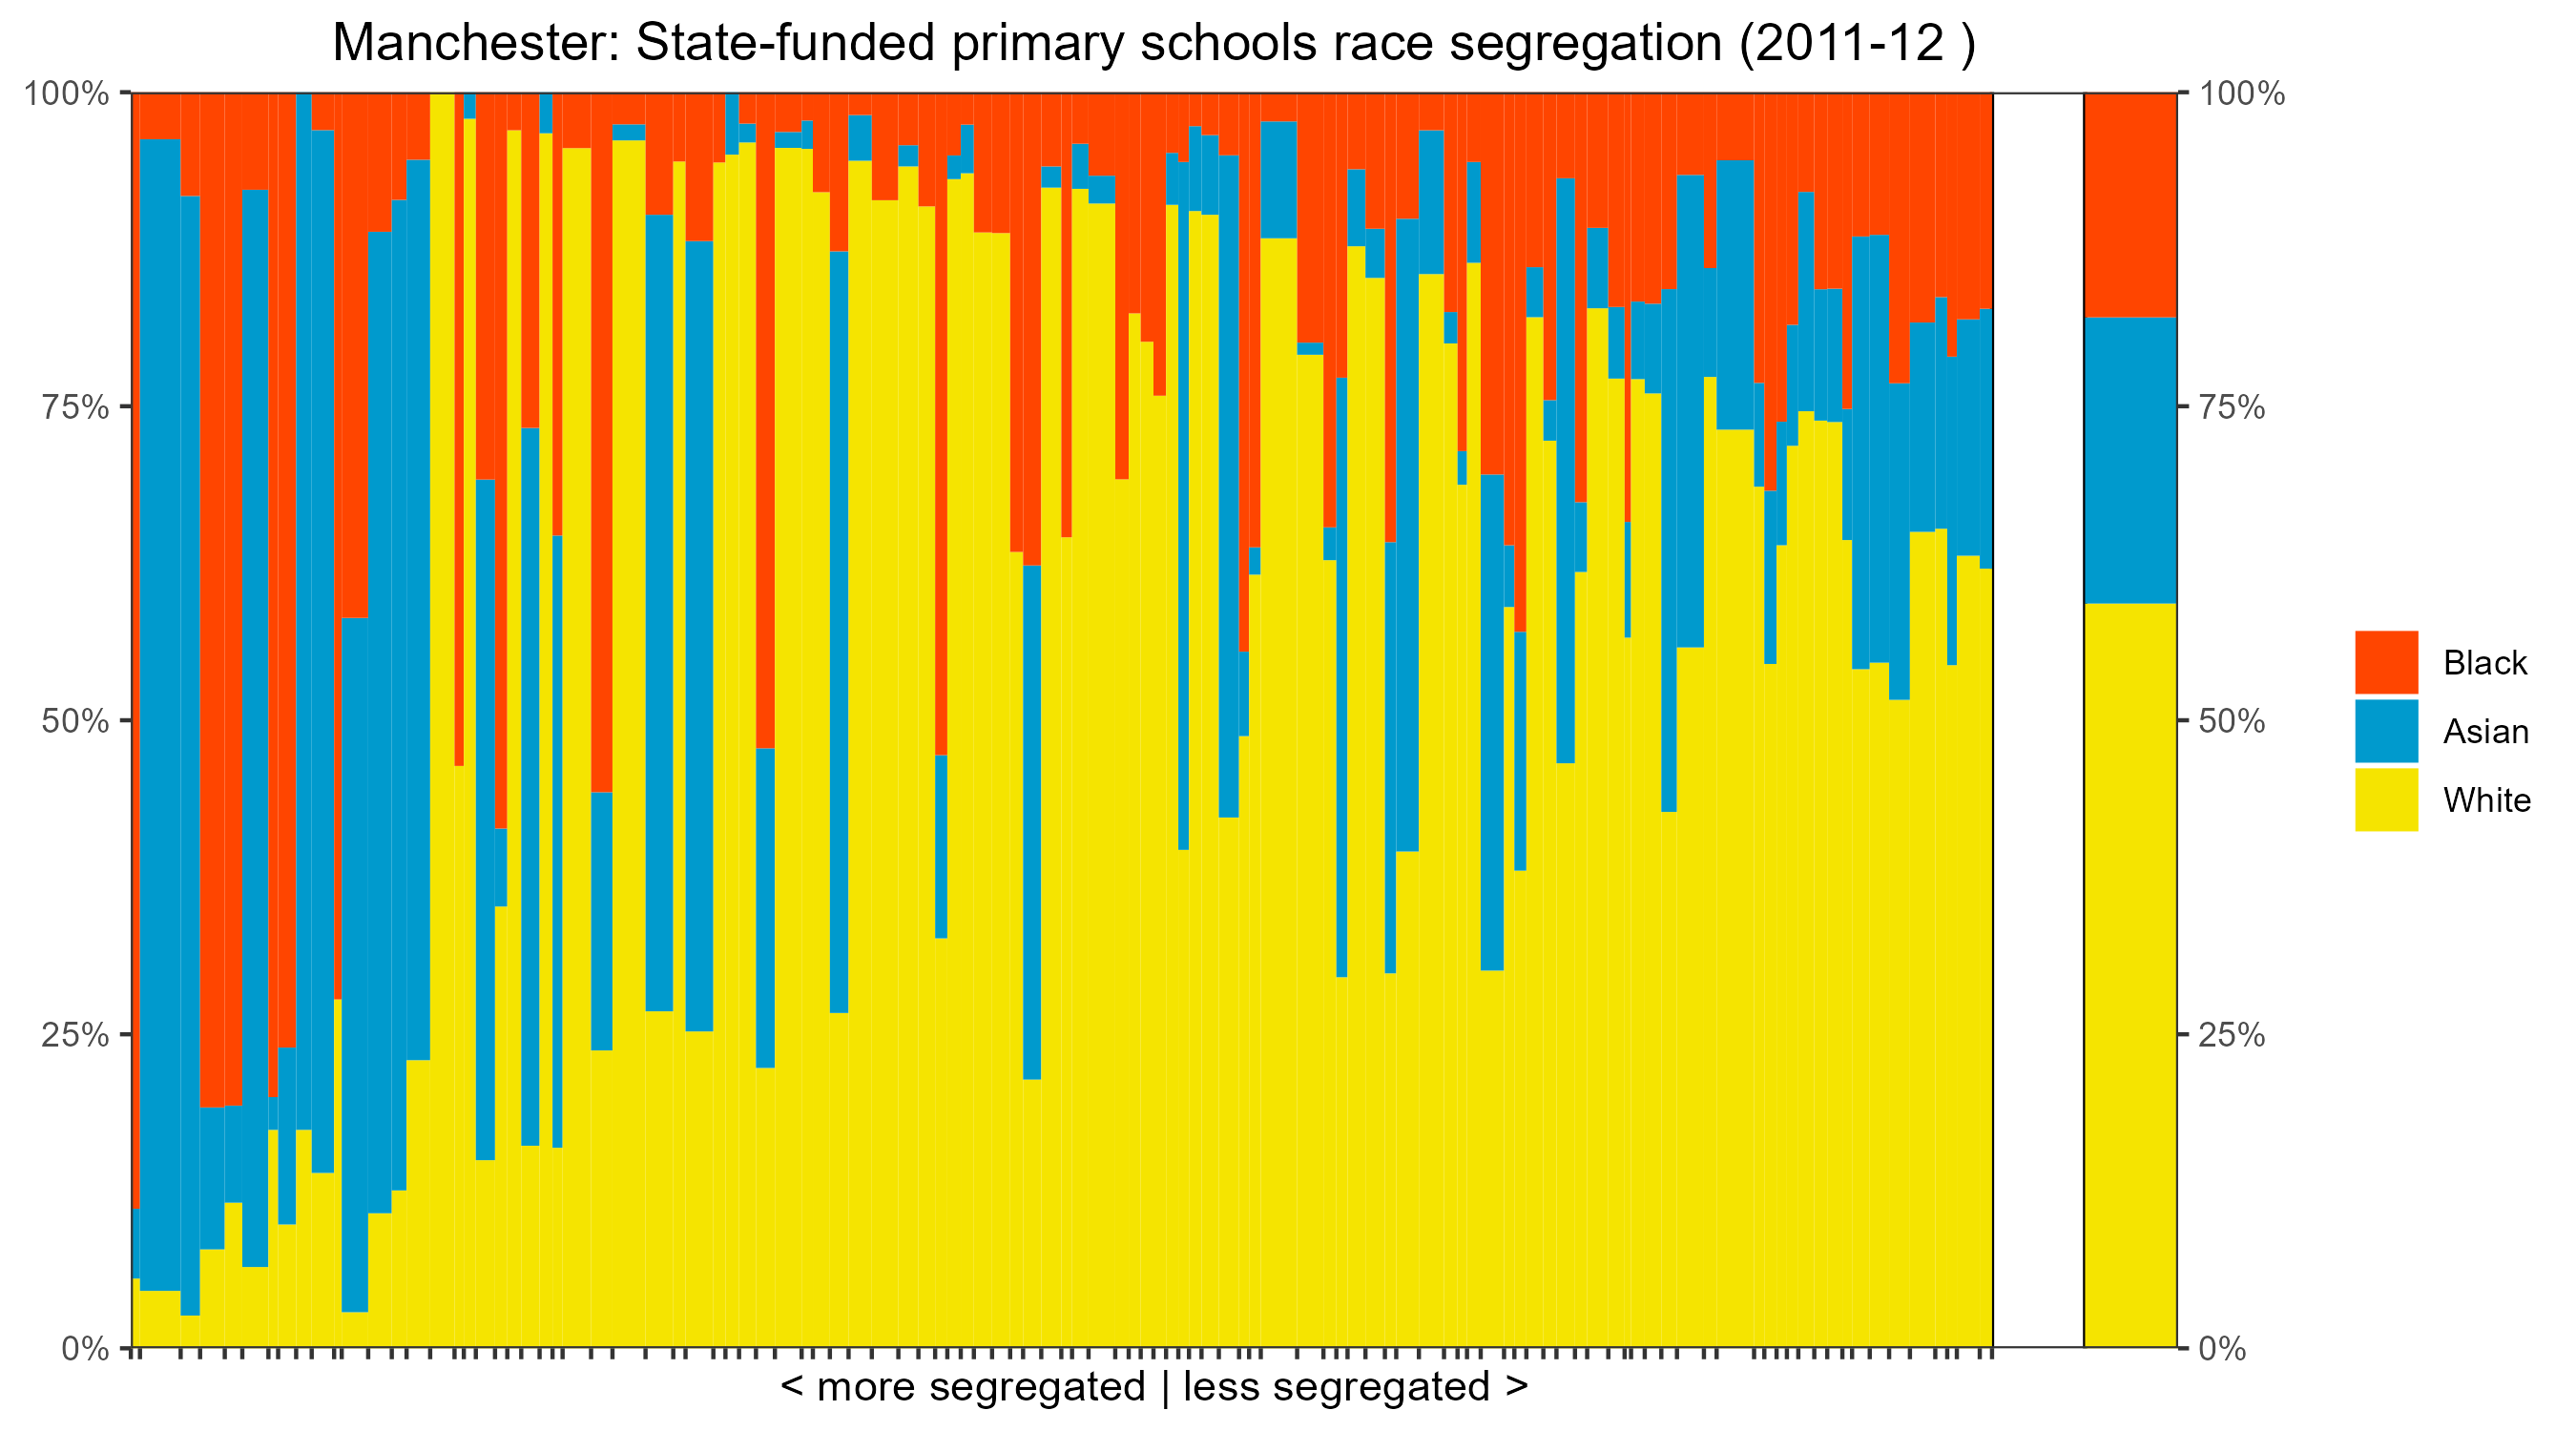 Manchester: State-funded primary schools race segregation (2011-12 )
100%
75%
50%
25%
0%
100%
75%
50%
25%
0%
Black
Asian
White
< more segregated | less segregated >